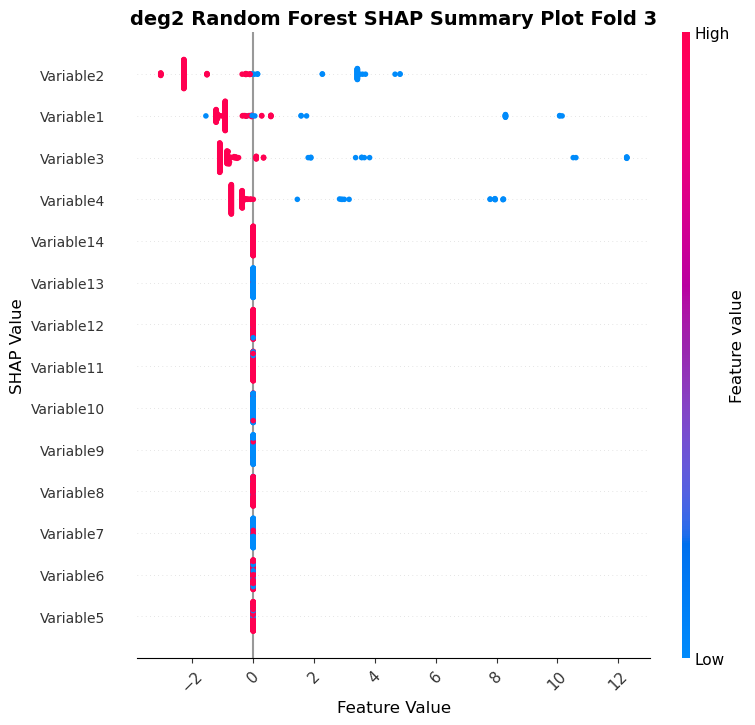 deg2 Random Forest SHAP Summary Plot Fold 3
High
Variable2
Variable1
Variable3
Variable4
Variable14
Variable13
Variable12
Variable11
Variable10
Variable9
Variable8
Variable7
Variable6
Variable5
SHAP Value
Feature value
Low
−2
0
2
4
6
8
10
12
Feature Value